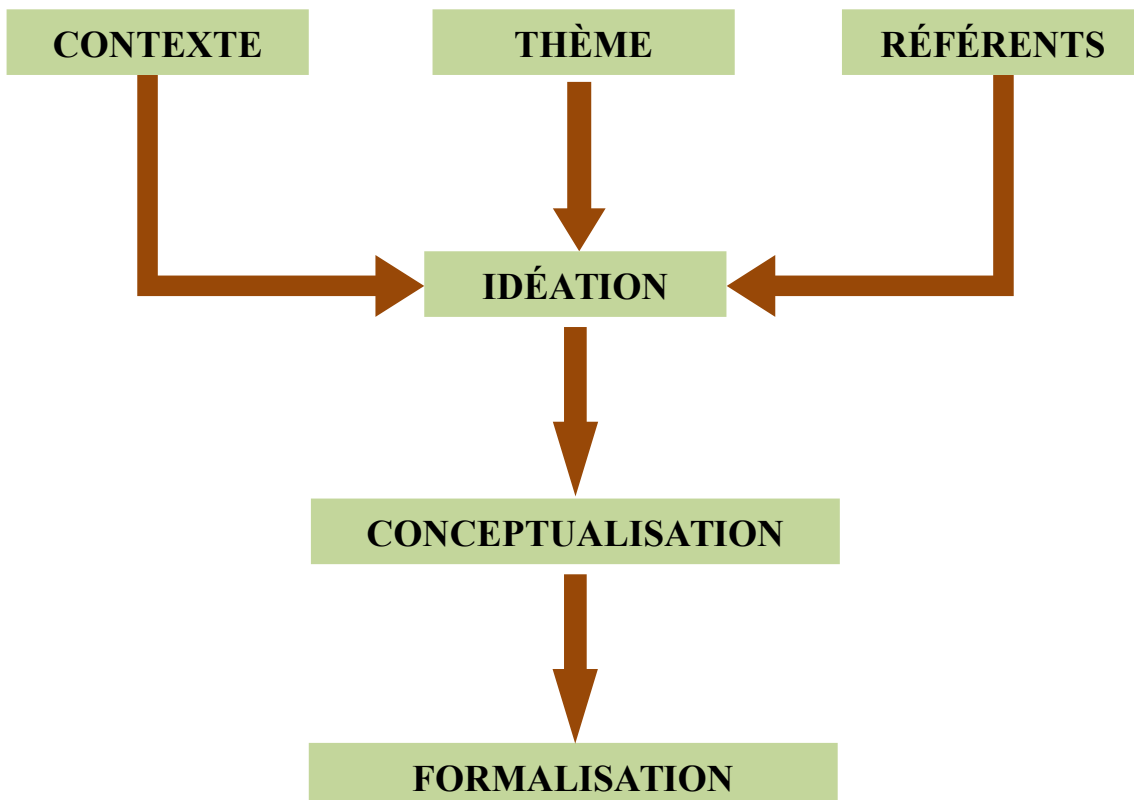 CONTEXTE
THÈME
RÉFÉRENTS
IDÉATION
CONCEPTUALISATION
FORMALISATION